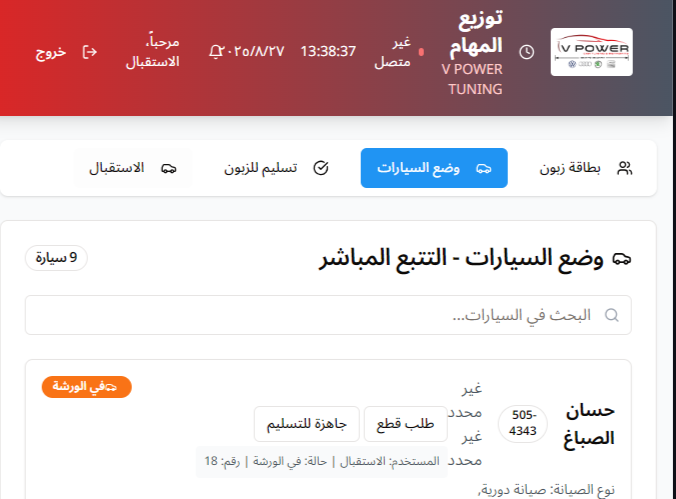 V POWER
توزيع المهام
V POWER TUNING
غير متصل
13:38:37
٢٠٢٥/٨/٢٧
مرحباً، الاستقبال
خروج
بطاقة زبون
وضع السيارات
تسليم للزبون
الاستقبال
وضع السيارات - التتبع المباشر
9 سيارة
البحث في السيارات...
حسان الصباغ
505-4343
غير محدد
غير محدد
طلب قطع
جاهزة للتسليم
في الورشة
المستخدم: الاستقبال | حالة: في الورشة | رقم: 18
نوع الصيانة: صيانة دورية,